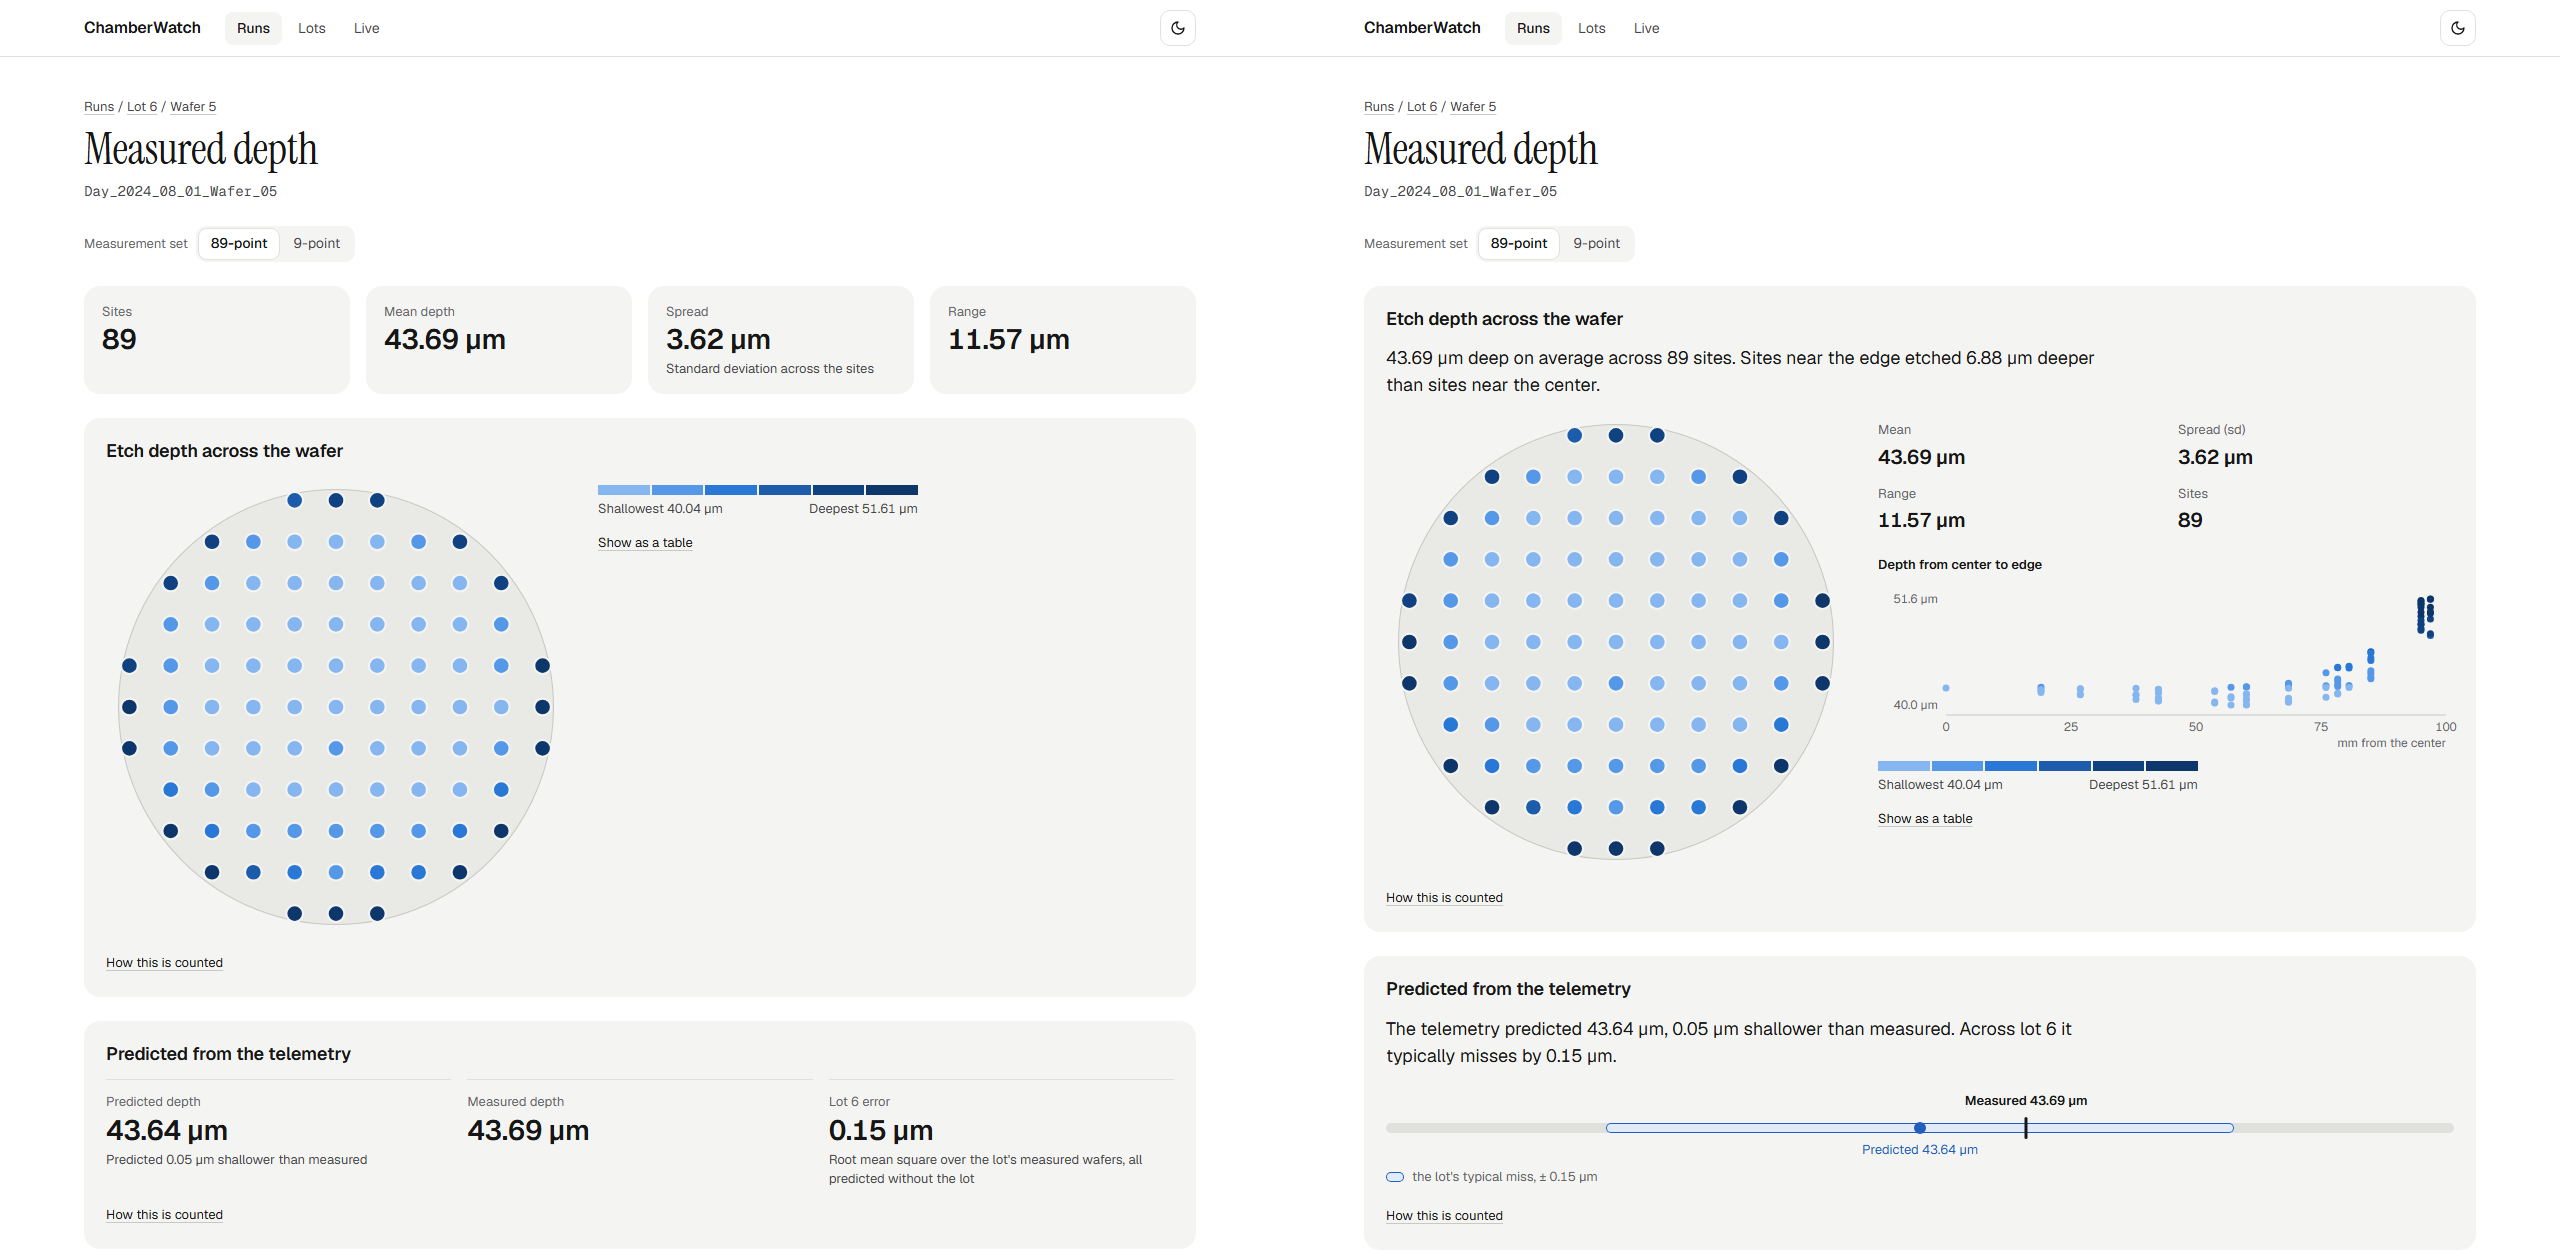 ChamberWatch Runs Lots Live
Runs / Lot 6 / Wafer 5
Measured depth
Day_2024_08_01_Wafer_05
Measurement set 89-point 9-point
Sites
89
Mean depth
43.69 µm
Spread
3.62 µm
Standard deviation across the sites
Range
11.57 µm
Etch depth across the wafer
Shallowest 40.04 µm Deepest 51.61 µm
Show as a table
How this is counted
Predicted from the telemetry
Predicted depth
43.64 µm
Predicted 0.05 µm shallower than measured
Measured depth
43.69 µm
Lot 6 error
0.15 µm
Root mean square over the lot's measured wafers, all
predicted without the lot
How this is counted
ChamberWatch Runs Lots Live
Runs / Lot 6 / Wafer 5
Measured depth
Day_2024_08_01_Wafer_05
Measurement set 89-point 9-point
Etch depth across the wafer
43.69 µm deep on average across 89 sites. Sites near the edge etched 6.88 µm deeper
than sites near the center.
Mean
43.69 µm
Spread (sd)
3.62 µm
Range
11.57 µm
Sites
89
Depth from center to edge
51.6 µm
40.0 µm
0 25 50 75 100
mm from the center
Shallowest 40.04 µm Deepest 51.61 µm
Show as a table
How this is counted
Predicted from the telemetry
The telemetry predicted 43.64 µm, 0.05 µm shallower than measured. Across lot 6 it
typically misses by 0.15 µm.
Measured 43.69 µm
Predicted 43.64 µm
the lot's typical miss, ± 0.15 µm
How this is counted